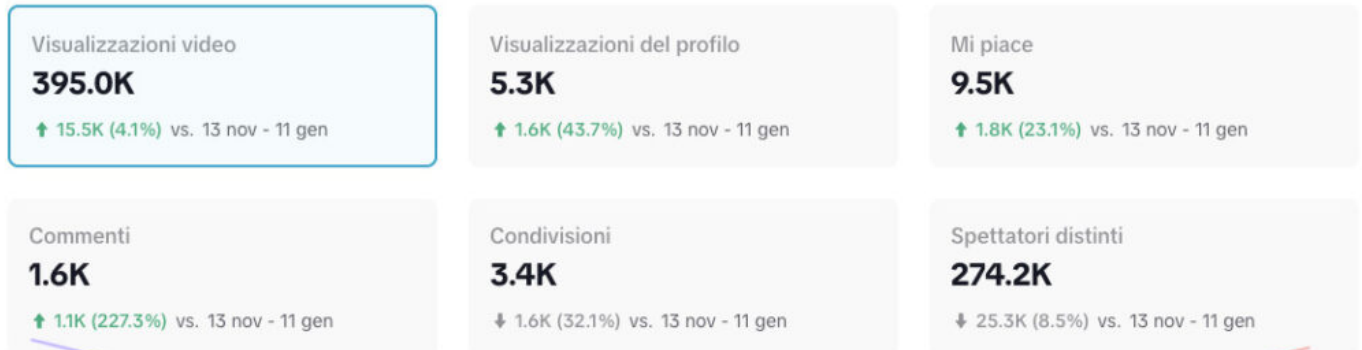 Visualizzazioni video
395.0K
15.5K (4.1%) vs. 13 nov - 11 gen
Visualizzazioni del profilo
5.3K
1.6K (43.7%) vs. 13 nov - 11 gen
Mi piace
9.5K
1.8K (23.1%) vs. 13 nov - 11 gen
Commenti
1.6K
1.1K (227.3%) vs. 13 nov - 11 gen
Condivisioni
3.4K
1.6K (32.1%) vs. 13 nov - 11 gen
Spettatori distinti
274.2K
25.3K (8.5%) vs. 13 nov - 11 gen